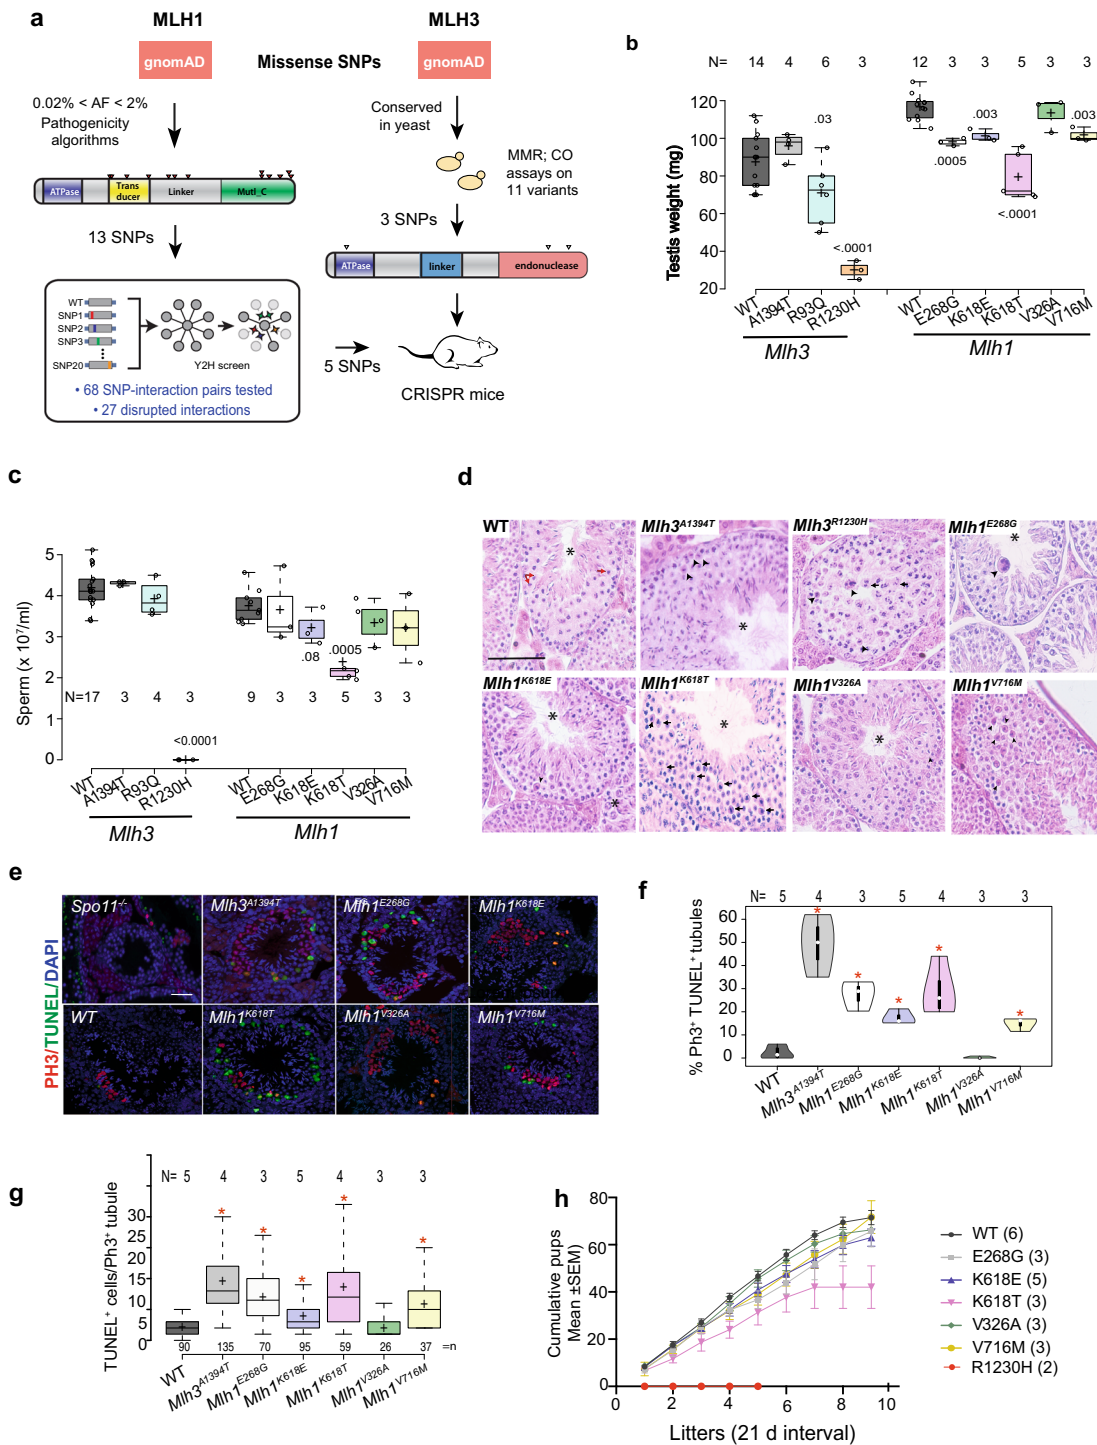 a
MLH1
MLH3
gnomAD
Missense SNPs
gnomAD
0.02% < AF < 2%
Pathogenicity
algorithms
Conserved
in yeast
MMR; CO
assays on
11 variants
ATPase
Trans
ducer
Linker
Mutl_C
13 SNPs
3 SNPs
ATPase
linker
endonuclease
WT
SNP1
SNP2
SNP3
SNP20
Y2H screen
• 68 SNP-interaction pairs tested
• 27 disrupted interactions
5 SNPs
CRISPR mice
b
N= 14 4 6 3 12 3 3 5 3 3
Testis weight (mg)
120
100
80
60
40
20
.03
<.0001
.0005
.003
<.0001
.003
WT A1394T R93Q R1230H WT E268G K618E K618T V326A V716M
Mlh3 Mlh1
c
Sperm (x 10⁷/ml)
5
4
3
2
1
0
.08
.0005
N=17 3 4 3 9 3 3 5 3 3
<0.0001
WT A1394T R93Q R1230H WT E268G K618E K618T V326A V716M
Mlh3 Mlh1
d
WT Mlh3A1394T Mlh3R1230H Mlh1E268G
* * *
Mlh1K618E Mlh1K618T Mlh1V326A Mlh1V716M
* * * *
e
PH3/TUNEL/DAPI
Spo11-/- Mlh3A1394T Mlh1E268G Mlh1K618E
WT Mlh1K618T Mlh1V326A Mlh1V716M
f
N= 5 4 3 5 4 3 3
% Ph3⁺ TUNEL⁺ tubules
60
50
40
30
20
10
0
* * * * *
WT Mlh3A1394T Mlh1E268G Mlh1K618E Mlh1K618T Mlh1V326A Mlh1V716M
g
N= 5 4 3 5 4 3 3
TUNEL⁺ cells/Ph3⁺ tubule
30
20
15
10
5
0
* * * * *
90 135 70 95 59 26 37 =n
WT Mlh3A1394T Mlh1E268G Mlh1K618E Mlh1K618T Mlh1V326A Mlh1V716M
h
Cumulative pups
Mean ±SEM)
80
60
40
20
0
0 2 4 6 8 10
Litters (21 d interval)
WT (6)
E268G (3)
K618E (5)
K618T (3)
V326A (3)
V716M (3)
R1230H (2)